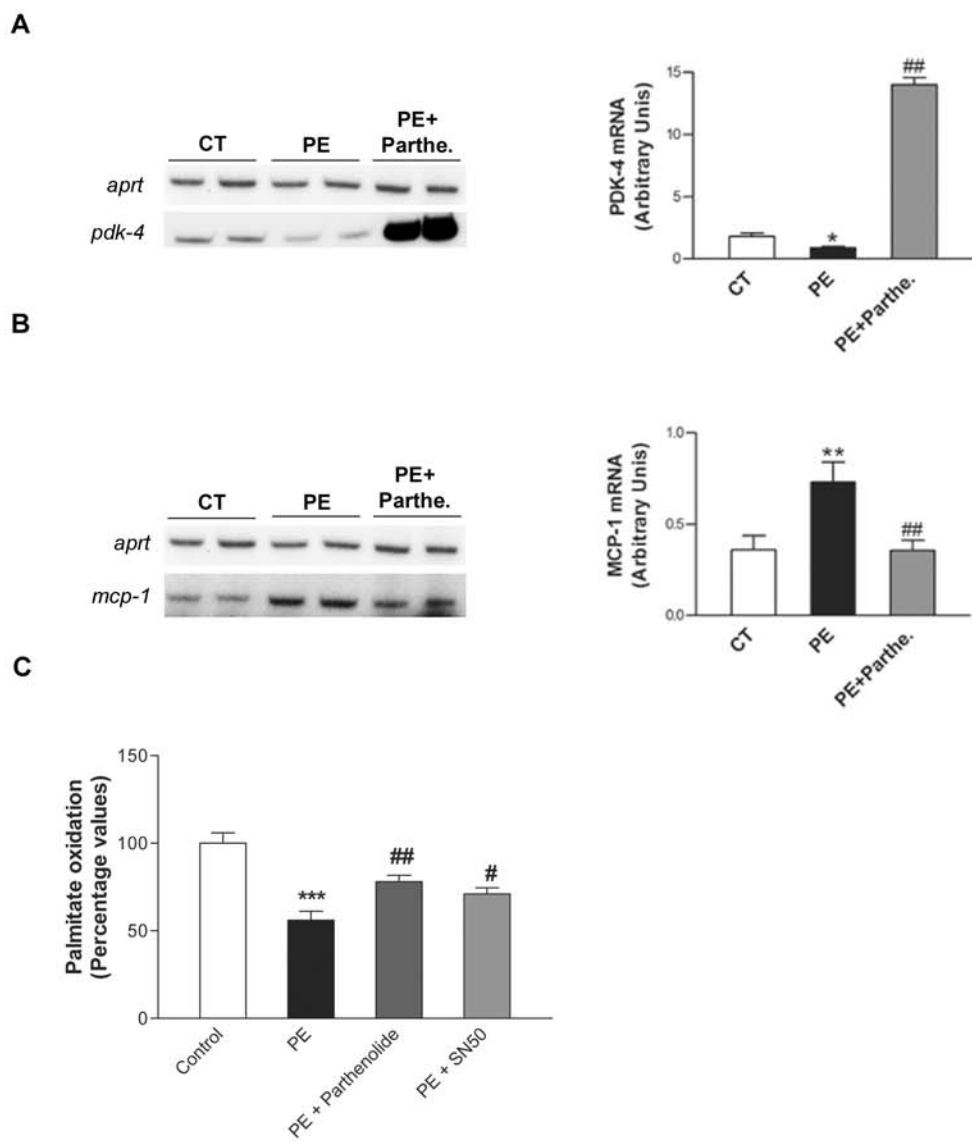 A
CT PE PE+
Parthe.
aprt
pdk-4
PDK-4 mRNA
(Arbitrary Unis)
15
10
5
0
*
##
CT
PE
PE+Parthe.
B
CT PE PE+
Parthe.
aprt
mcp-1
MCP-1 mRNA
(Arbitrary Unis)
1.0
0.5
0.0
**
##
CT
PE
PE+Parthe.
C
Palmitate oxidation
(Percentage values)
150
100
50
0
***
##
#
Control
PE
PE + Parthenolide
PE + SN50